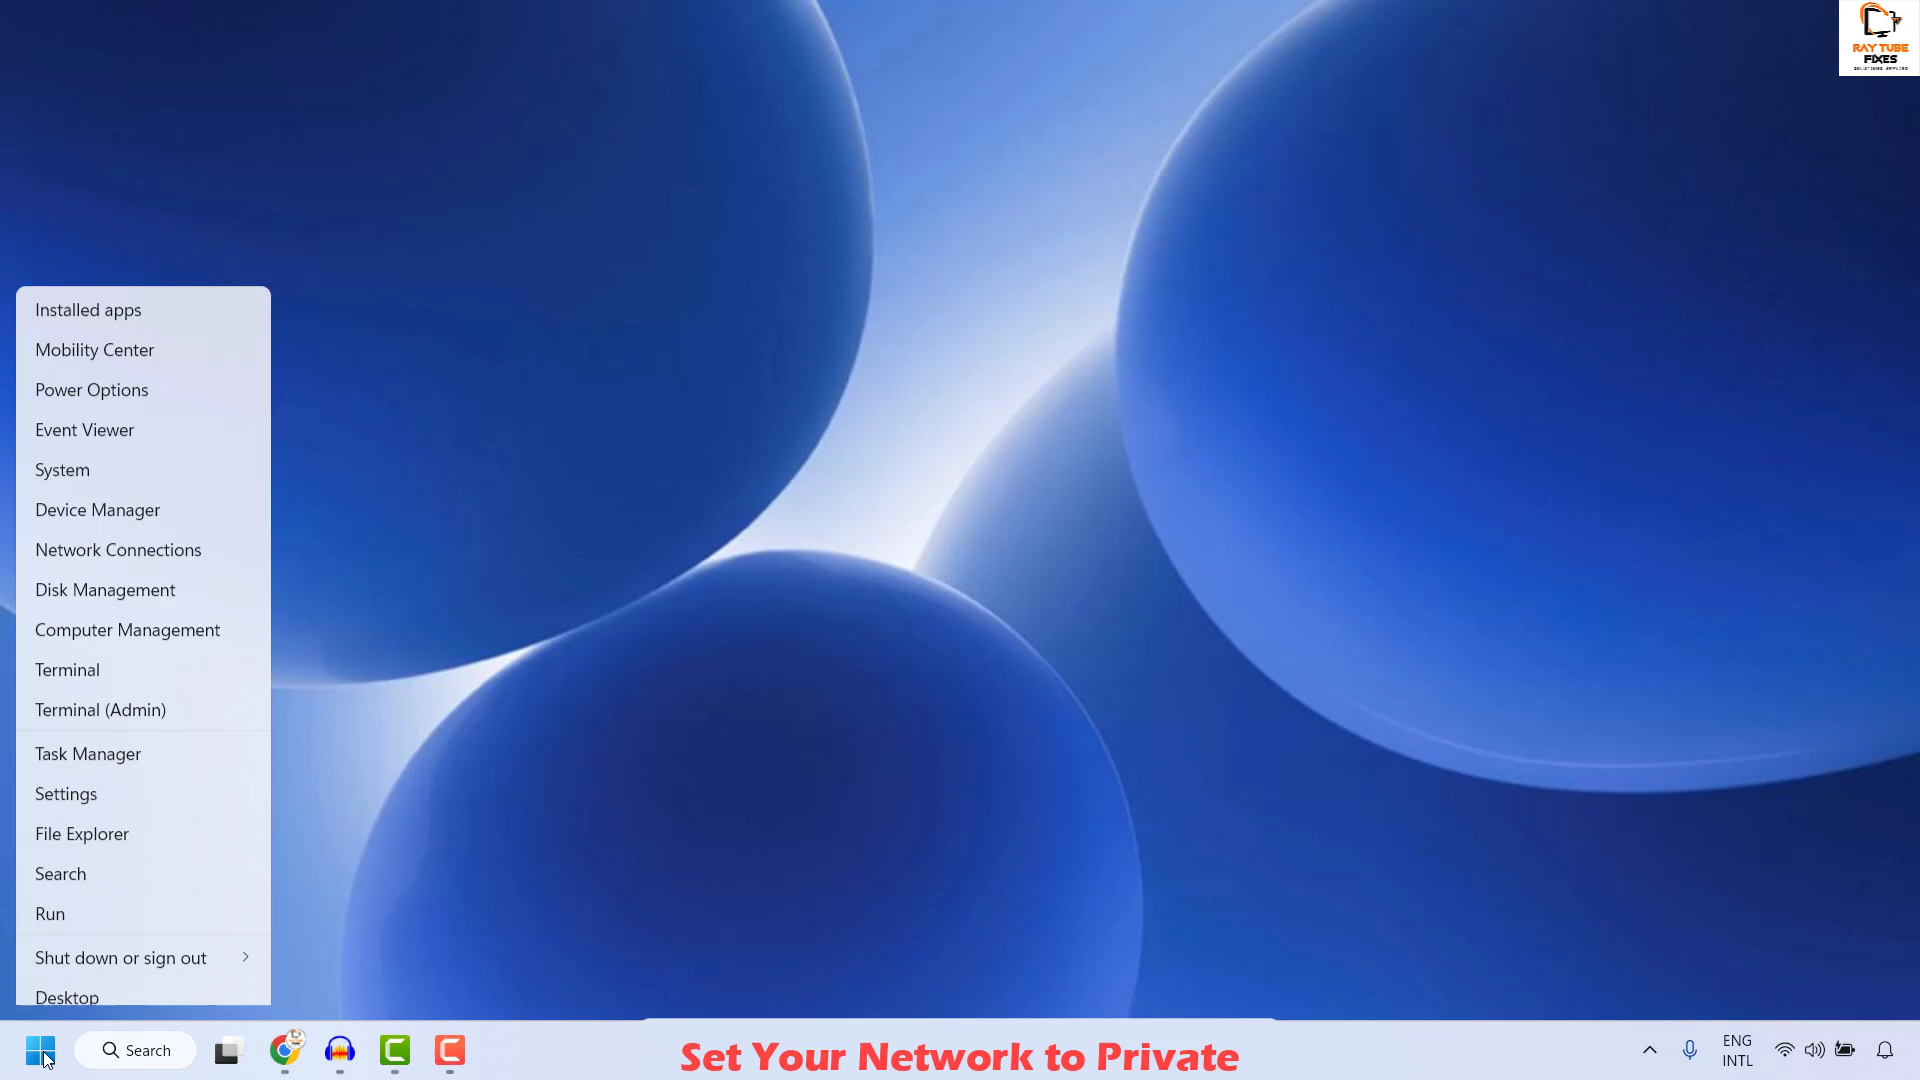 RAY TUBE
FIXES
Installed apps
Mobility Center
Power Options
Event Viewer
System
Device Manager
Network Connections
Disk Management
Computer Management
Terminal
Terminal (Admin)
Task Manager
Settings
File Explorer
Search
Run
Shut down or sign out
Desktop
Search
Set Your Network to Private
ENG
INTL